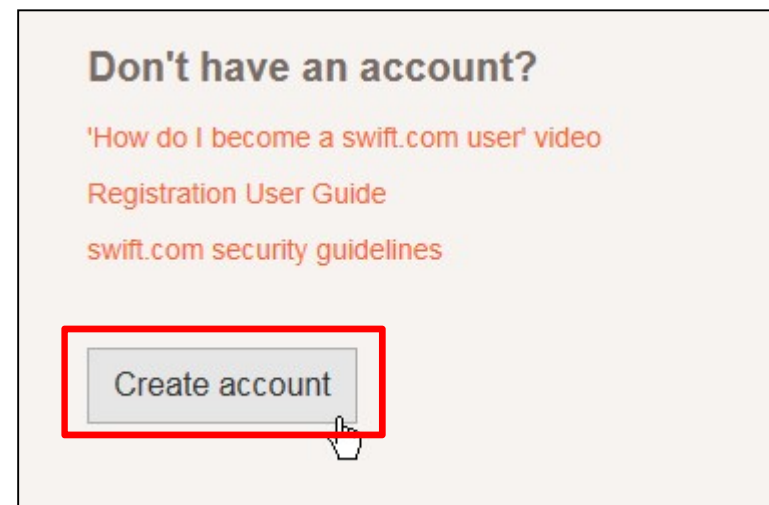 Don't have an account?
'How do I become a swift.com user' video
Registration User Guide
swift.com security guidelines
Create account